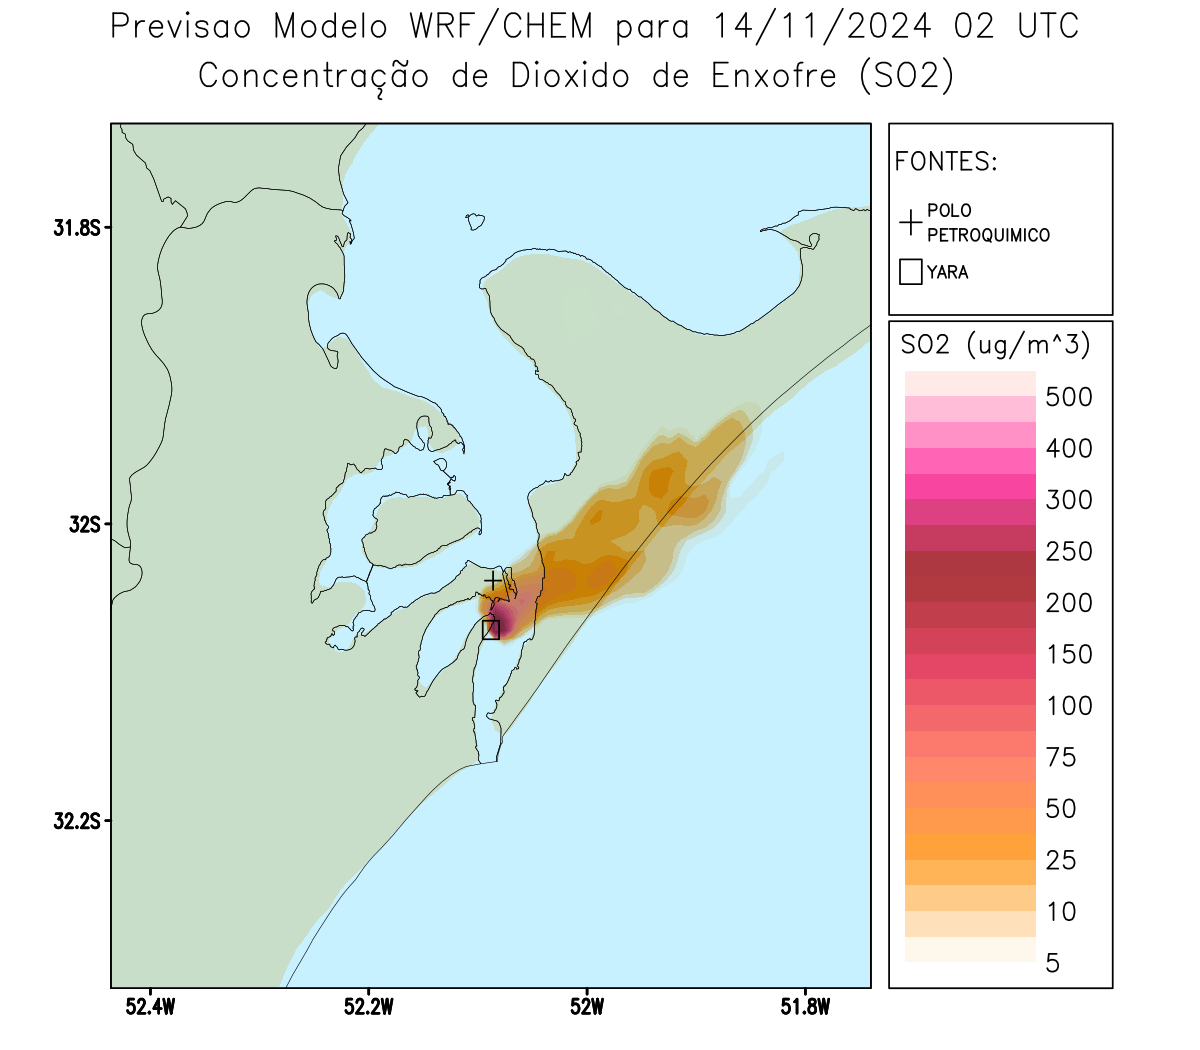 Previsao Modelo WRF/CHEM para 14/11/2024 02 UTC
Concentração de Dioxido de Enxofre (SO2)
FONTES:
POLO
PETROQUIMICO
YARA
31.8S
32S
32.2S
52.4W
52.2W
52W
51.8W
SO2 (ug/m^3)
500
400
300
250
200
150
100
75
50
25
10
5